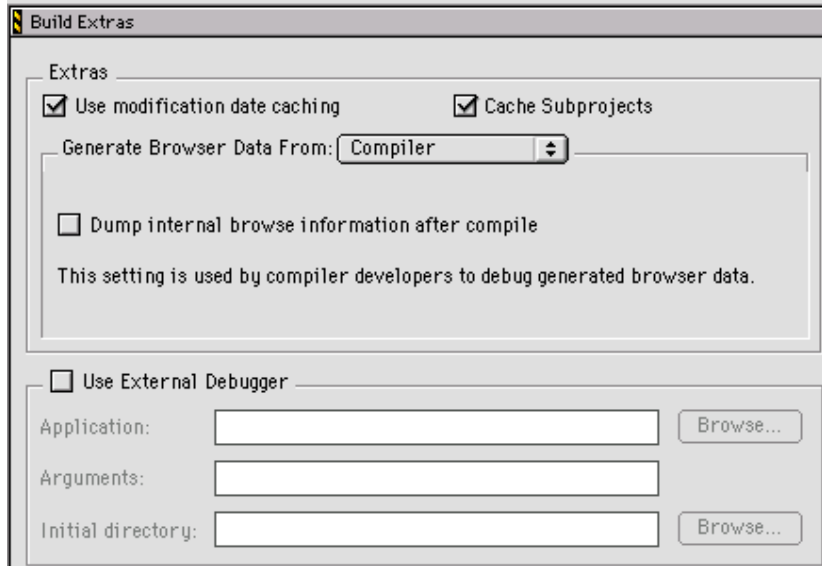 Build Extras
Extras
Use modification date caching
Cache Subprojects
Generate Browser Data From: Compiler
Dump internal browse information after compile
This setting is used by compiler developers to debug generated browser data.
Use External Debugger
Application: Browse...
Arguments:
Initial directory: Browse...